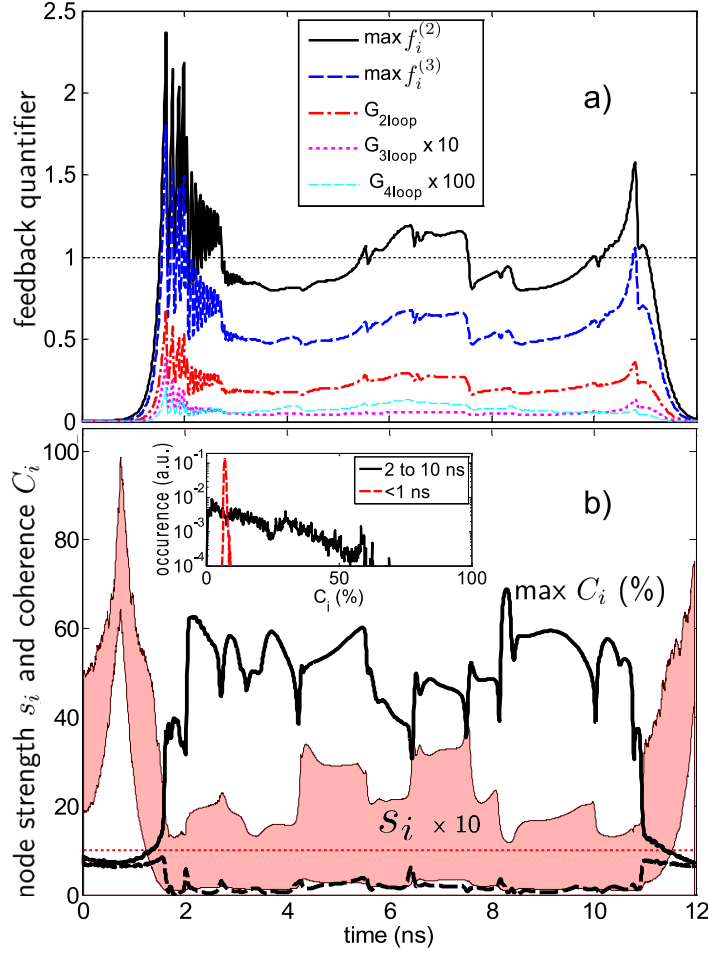 2.5
2
1.5
1
0.5
0
feedback quantifier
max f_i^(2)
max f_i^(3)
G_2loop
G_3loop x 10
G_4loop x 100
a)
100
80
60
40
20
0
node strength s_i and coherence C_i
10^-1
10^-2
10^-3
10^-4
occurence (a.u.)
2 to 10 ns
<1 ns
0 50 100
C_i (%)
b)
max C_i (%)
s_i × 10
0 2 4 6 8 10 12
time (ns)